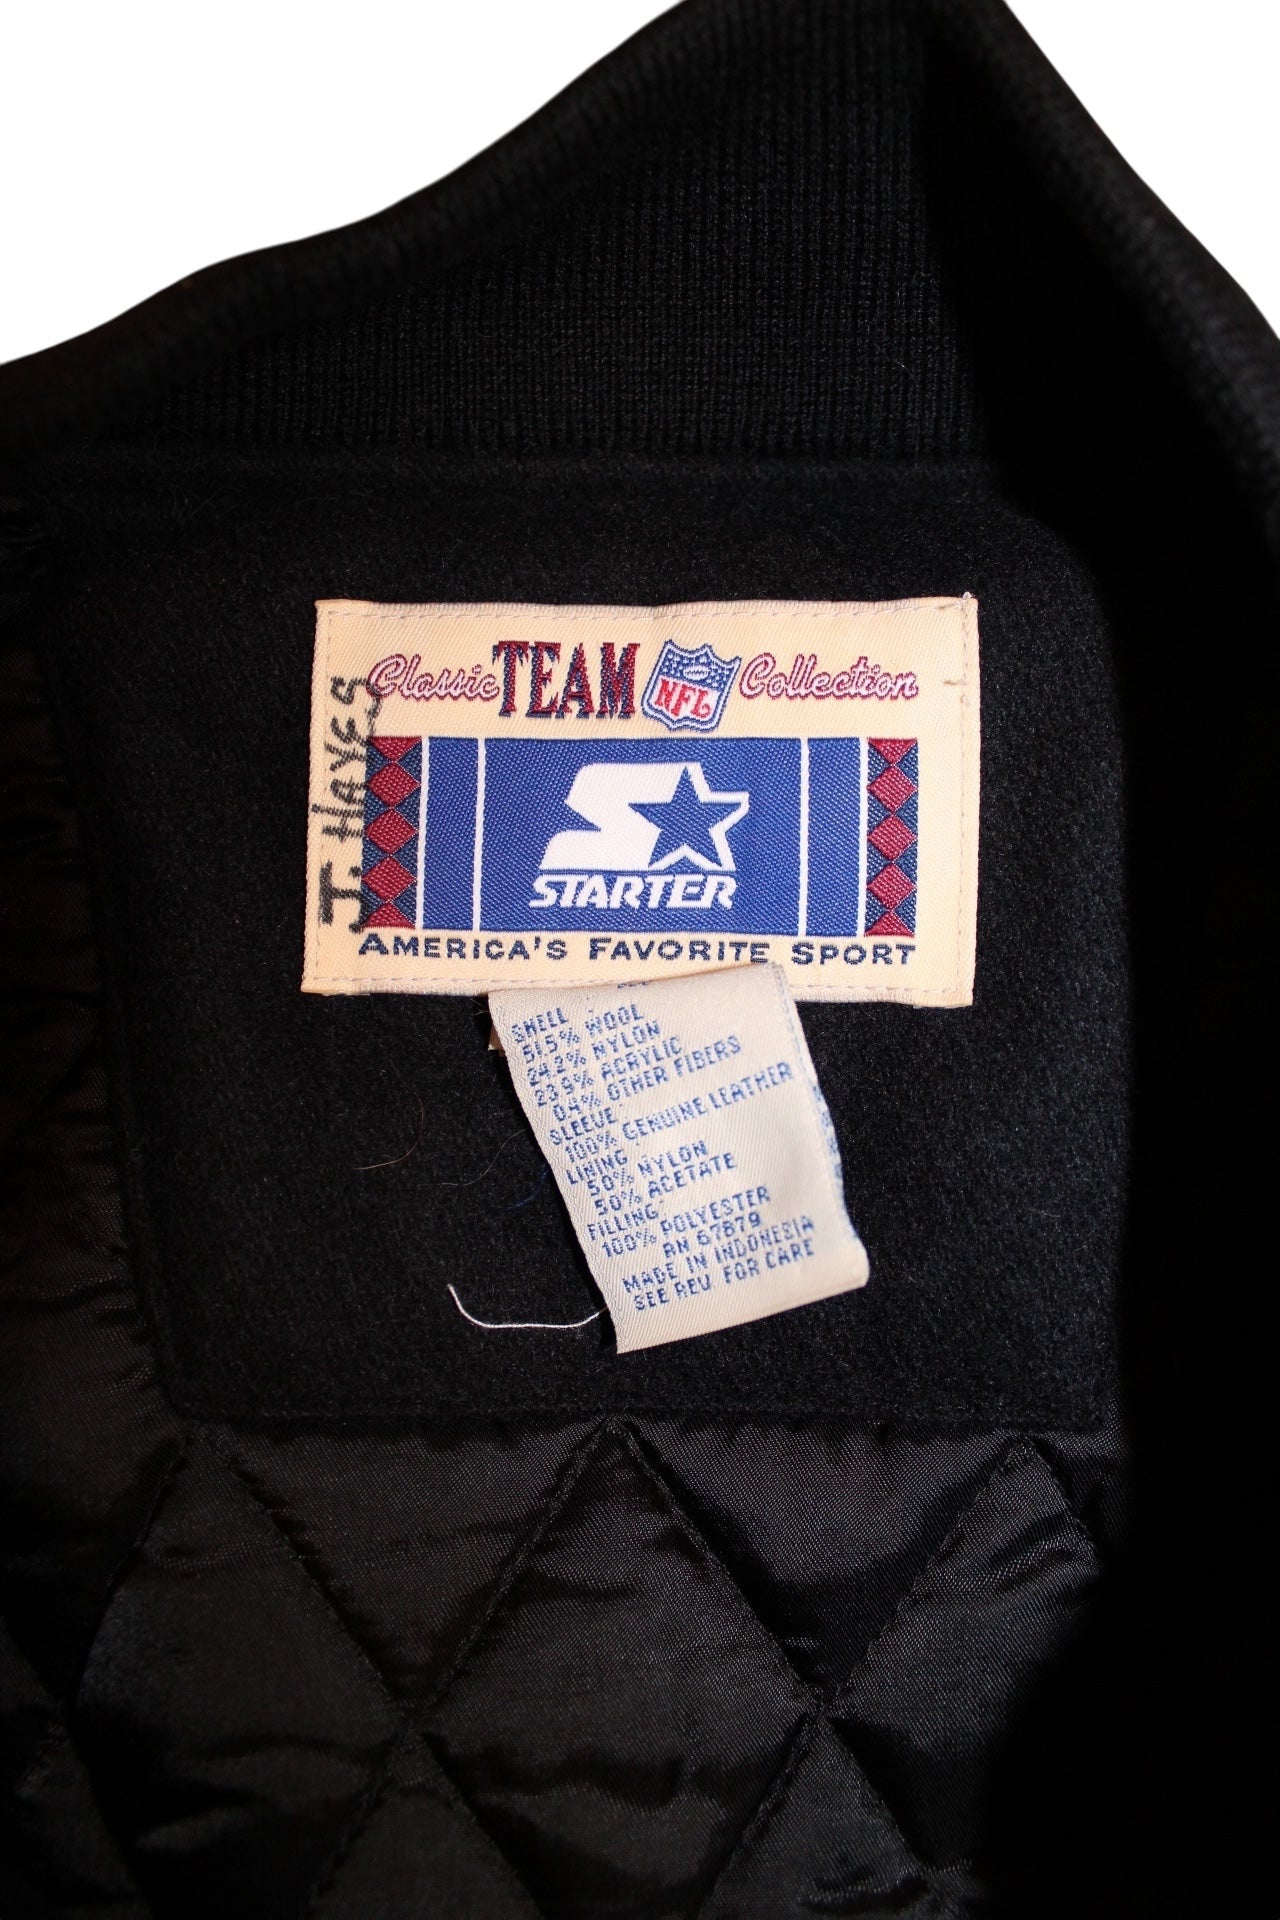 Classic TEAM NFL Collection
J. HAYES
STARTER
AMERICA'S FAVORITE SPORT
SHELL
51.5% WOOL
24.2% NYLON
23.9% ACRYLIC
0.4% OTHER FIBERS
SLEEVE
100% GENUINE LEATHER
LINING
50% NYLON
50% ACETATE
FILLING
100% POLYESTER
RN 67879
MADE IN INDONESIA
SEE REV. FOR CARE